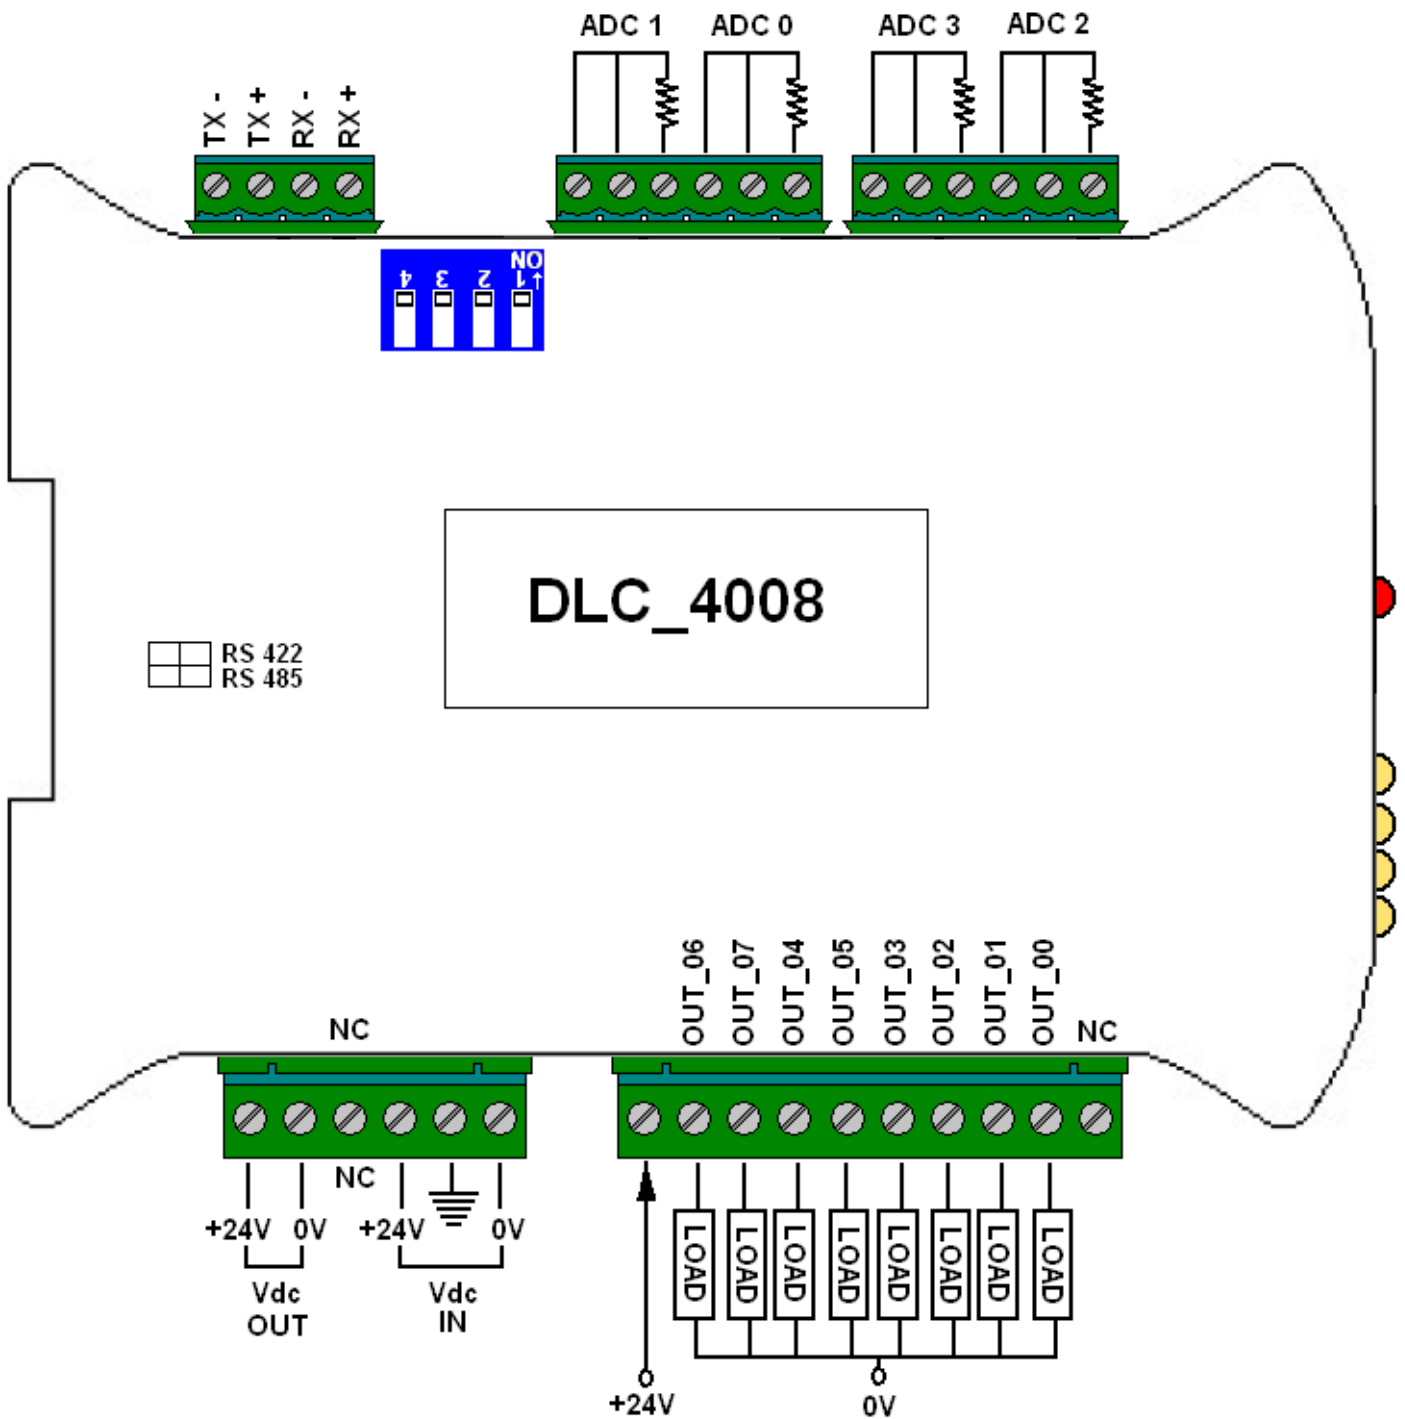 ADC 1 ADC 0 ADC 3 ADC 2
TX -
TX +
RX -
RX +
ON
4 3 2 1
DLC_4008
RS 422
RS 485
OUT_06
OUT_07
OUT_04
OUT_05
OUT_03
OUT_02
OUT_01
OUT_00
NC
NC
NC
+24V 0V +24V 0V
Vdc
OUT
Vdc
IN
LOAD
LOAD
LOAD
LOAD
LOAD
LOAD
LOAD
LOAD
+24V
0V